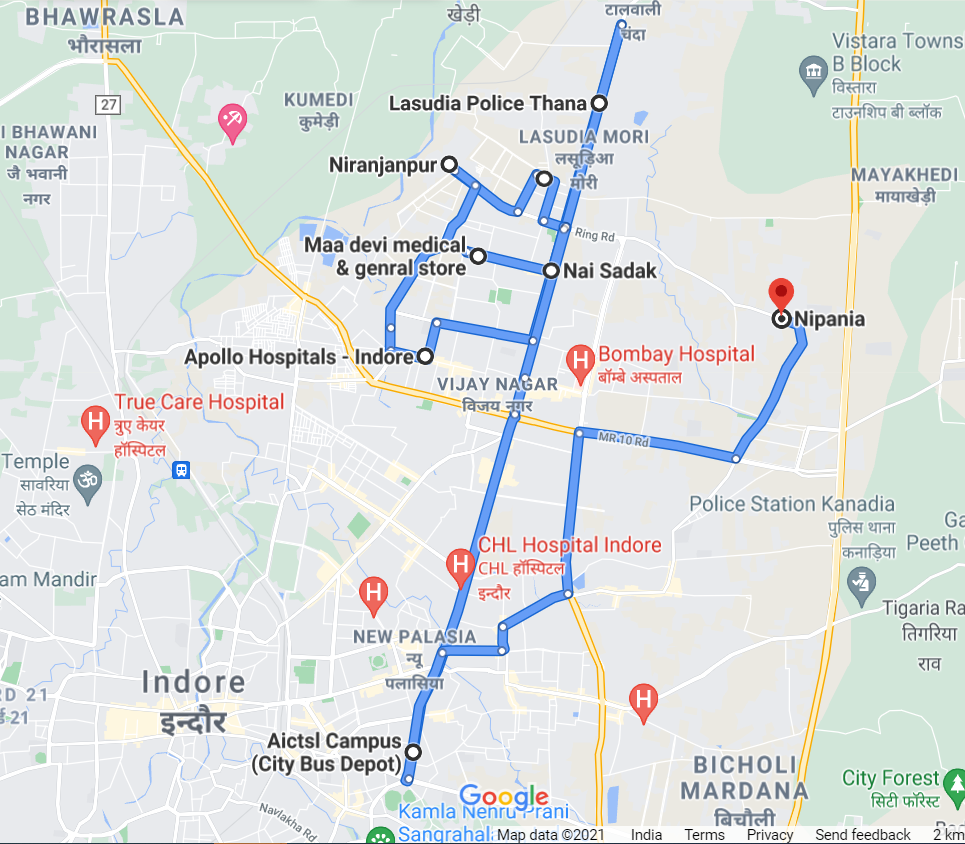 BHAWRASLA
भौरासला
खेड़ी
टालवाली
चंदा
Vistara Towns
B Block
विस्तारा
टाउनशिप बी ब्लॉक
27
KUMEDI
कुमेड़ी
Lasudia Police Thana
LASUDIA MORI
लसूड़िआ
मोरी
I BHAWANI
NAGAR
जै भवानी
नगर
Niranjanpur
MAYAKHEDI
मायाखेड़ी
Ring Rd
Maa devi medical
& genral store
Nai Sadak
Nipania
Apollo Hospitals - Indore
Bombay Hospital
बॉम्बे अस्पताल
VIJAY NAGAR
विजय नगर
True Care Hospital
त्रुए केयर
हॉस्पिटल
MR 10 Rd
Temple
सावरिया
सेठ मंदिर
Police Station Kanadia
पुलिस थाना
कनाड़िया
Ga
Peeth
CHL Hospital Indore
CHL हॉस्पिटल
इन्दौर
am Mandir
Tigaria Ra
तिगरिया
राव
NEW PALASIA
न्यू
पलासिया
Indore
इन्दौर
RD 21
ई 21
Aictsl Campus
(City Bus Depot)
BICHOLI
MARDANA
बिचौली
City Forest
सिटी फॉरेस्ट
Navlakha Rd
Google
Kamla Nehru Prani
Sangrahal
Map data ©2021 India Terms Privacy Send feedback 2 km